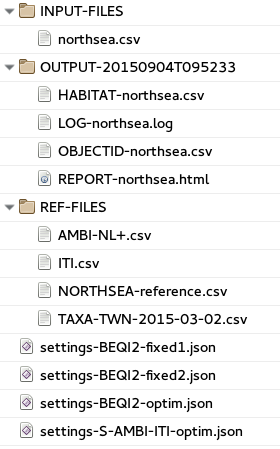 INPUT-FILES
northsea.csv
OUTPUT-20150904T095233
HABITAT-northsea.csv
LOG-northsea.log
OBJECTID-northsea.csv
REPORT-northsea.html
REF-FILES
AMBI-NL+.csv
ITI.csv
NORTHSEA-reference.csv
TAXA-TWN-2015-03-02.csv
settings-BEQI2-fixed1.json
settings-BEQI2-fixed2.json
settings-BEQI2-optim.json
settings-S-AMBI-ITI-optim.json